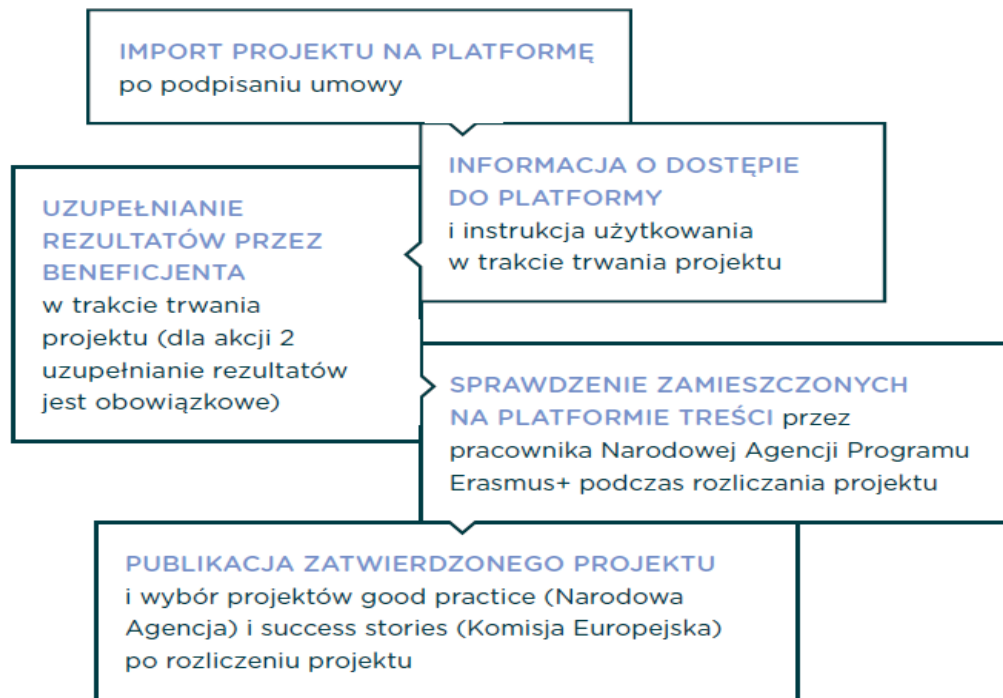 IMPORT PROJEKTU NA PLATFORMĘ
po podpisaniu umowy
INFORMACJA O DOSTĘPIE
DO PLATFORMY
i instrukcja użytkowania
w trakcie trwania projektu
UZUPEŁNIANIE
REZULTATÓW PRZEZ
BENEFICJENTA
w trakcie trwania
projektu (dla akcji 2
uzupełnianie rezultatów
jest obowiązkowe)
SPRAWDZENIE ZAMIESZCZONYCH
NA PLATFORMIE TREŚCI przez
pracownika Narodowej Agencji Programu
Erasmus+ podczas rozliczania projektu
PUBLIKACJA ZATWIERDZONEGO PROJEKTU
i wybór projektów good practice (Narodowa
Agencja) i success stories (Komisja Europejska)
po rozliczeniu projektu